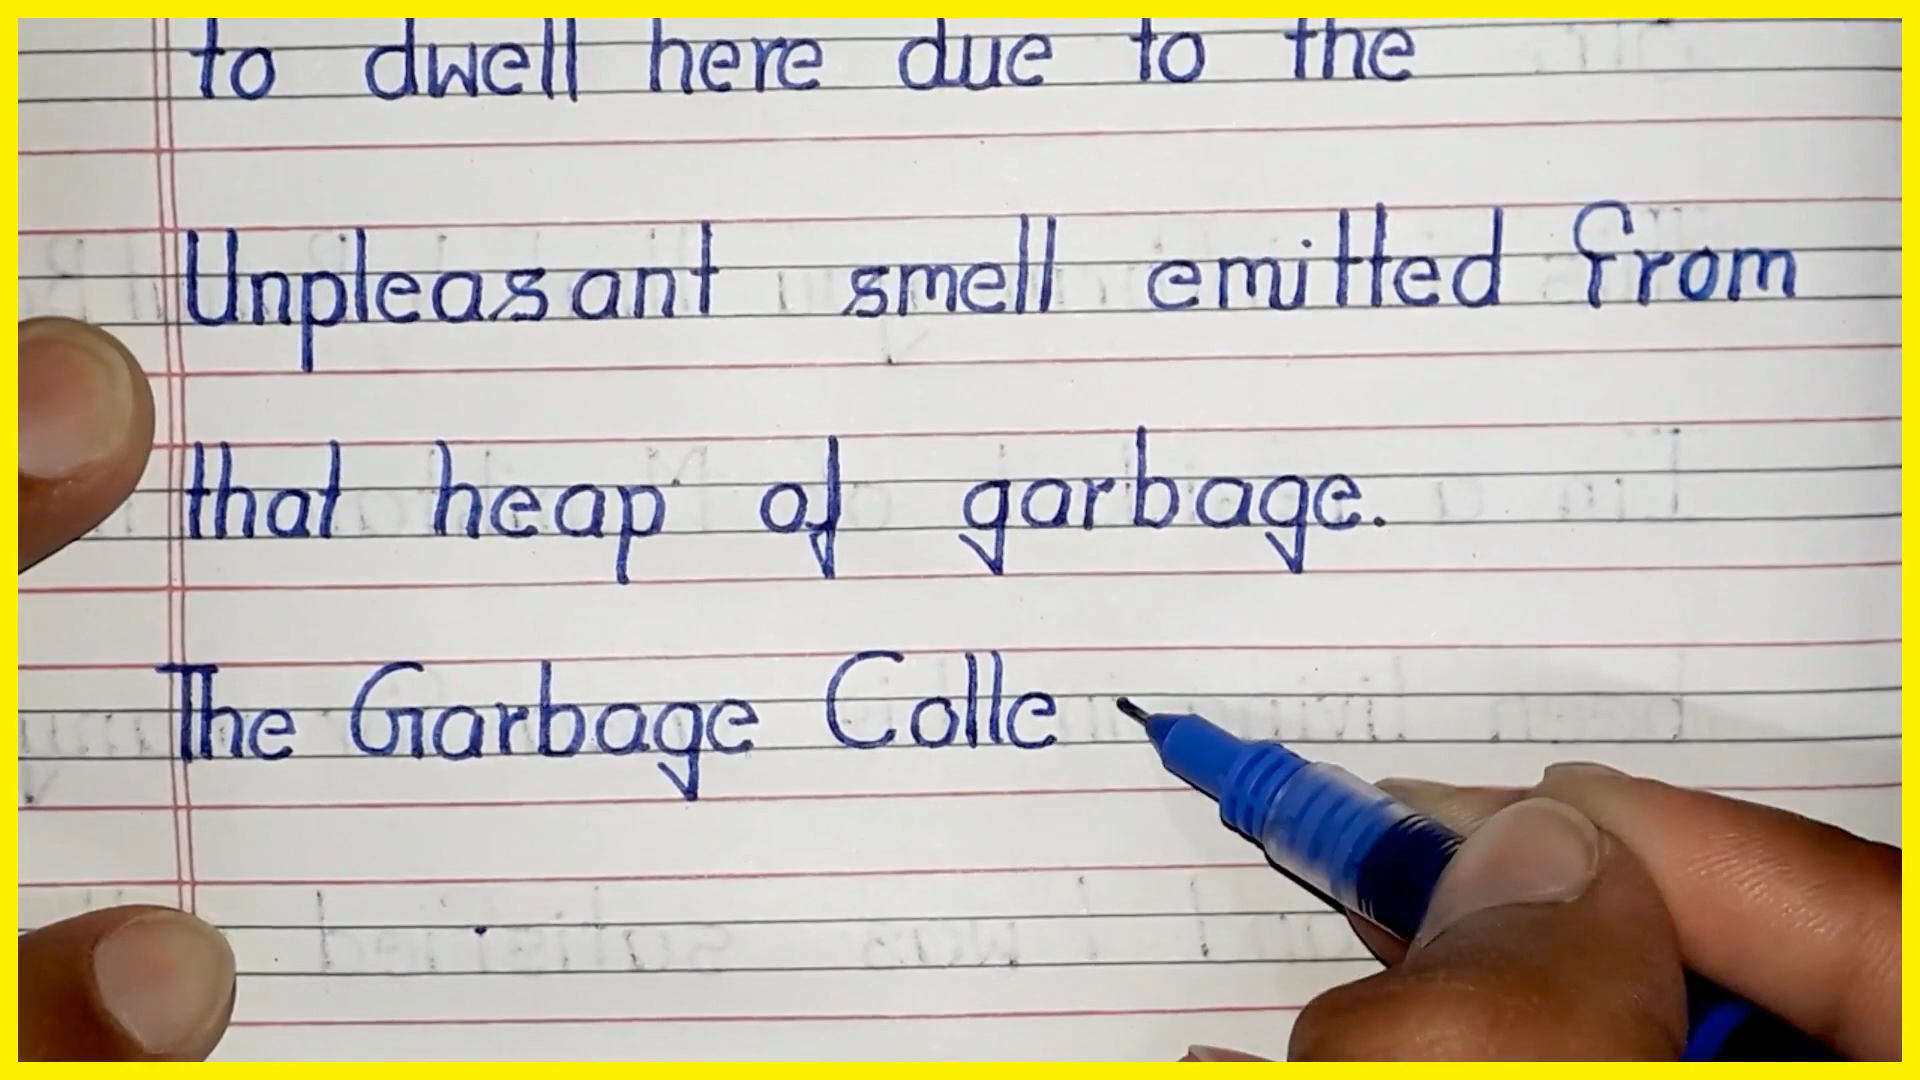 to dwell here due to the
Unpleasant smell emitted from
that heap of garbage.
The Garbage Colle